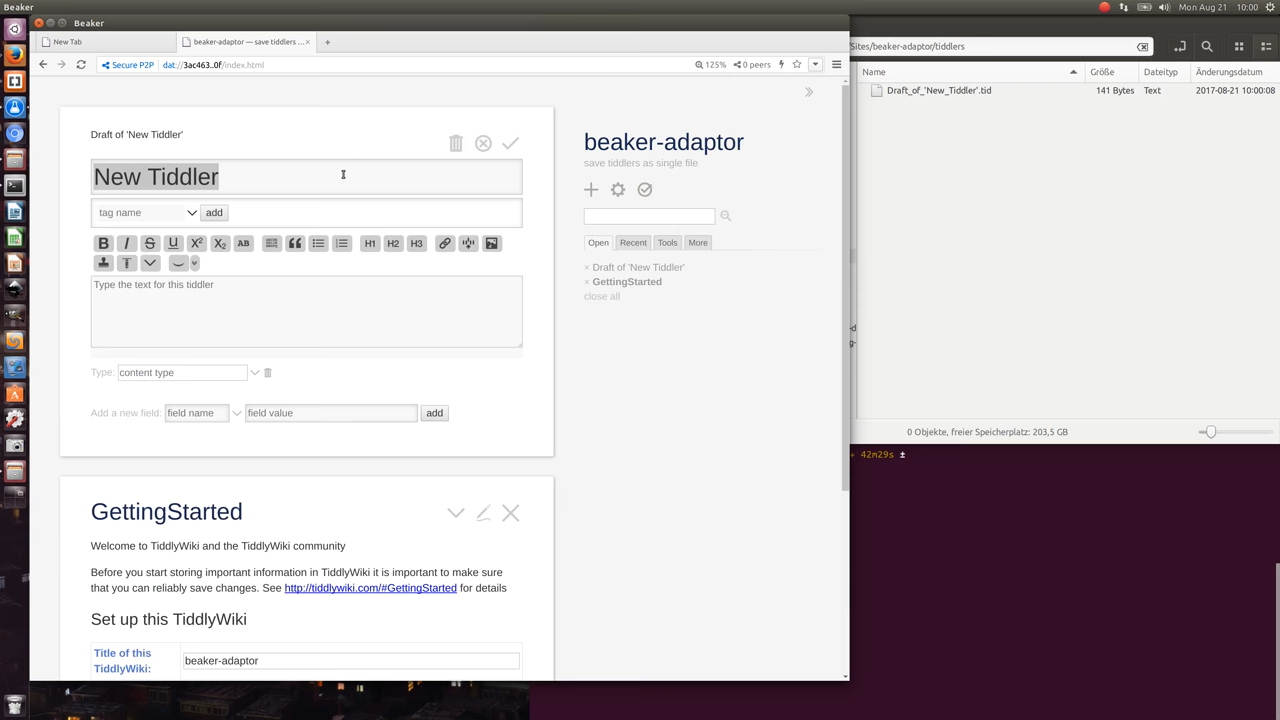 Beaker
Mon Aug 21 10:00
Beaker
New Tab
beaker-adaptor — save tiddlers ...
Secure P2P dat://3ac463..0f/index.html 125% 0 peers
Draft of 'New Tiddler'
New Tiddler
tag name add
B I S U X² X₂ AB H1 H2 H3
T
Type the text for this tiddler
Type: content type
Add a new field: field name field value add
GettingStarted
Welcome to TiddlyWiki and the TiddlyWiki community
Before you start storing important information in TiddlyWiki it is important to make sure
that you can reliably save changes. See http://tiddlywiki.com/#GettingStarted for details
Set up this TiddlyWiki
Title of this
TiddlyWiki:
beaker-adaptor
beaker-adaptor
save tiddlers as single file
Open Recent Tools More
× Draft of 'New Tiddler'
× GettingStarted
close all
/Sites/beaker-adaptor/tiddlers
Name Größe Dateityp Änderungsdatum
Draft_of_'New_Tiddler'.tid 141 Bytes Text 2017-08-21 10:00:08
-d
g-
0 Objekte, freier Speicherplatz: 203,5 GB
+ 42m29s ±